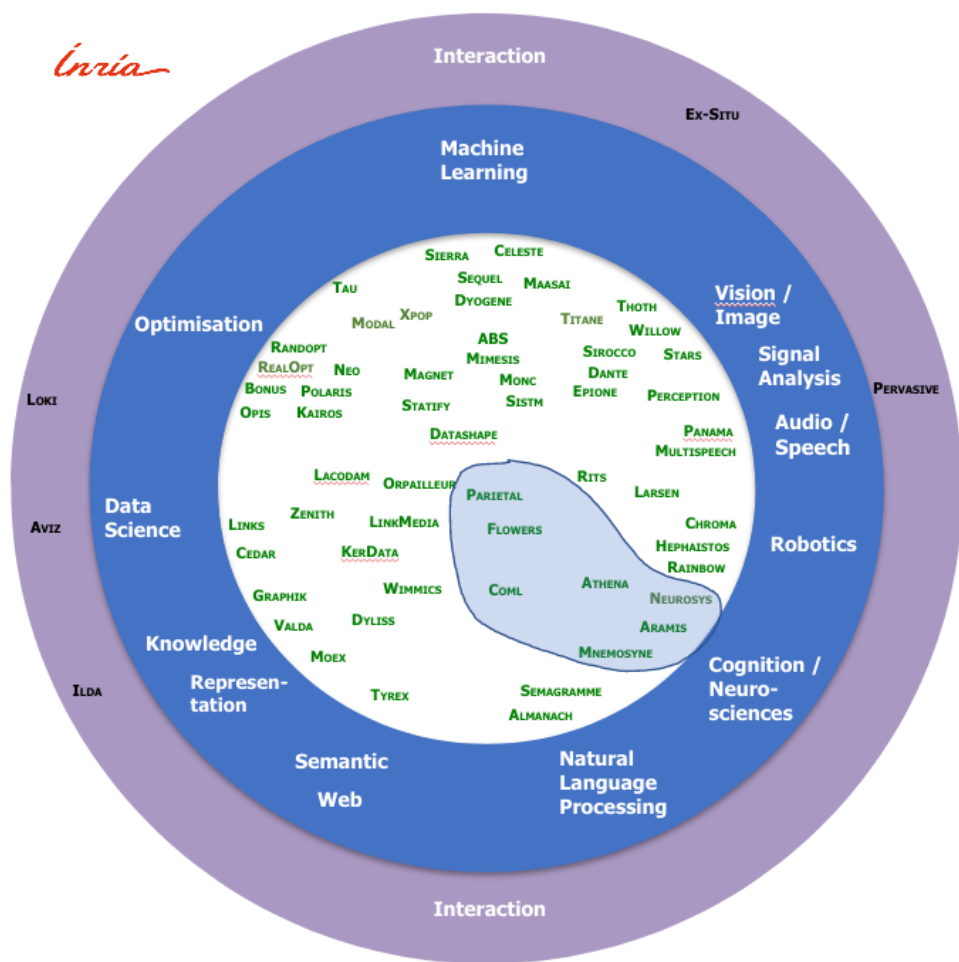 Inria
Interaction
EX-SITU
Machine
Learning
SIERRA
CELESTE
SEQUEL
MAASAI
TAU
DYOGENE
THOTH
Vision /
Image
MODAL
XPOP
TITANE
WILLOW
Optimisation
ABS
RANDOPT
MIMESIS
SIROCCO
STARS
Signal
Analysis
REALOPT
NEO
MAGNET
MONC
DANTE
BONUS
POLARIS
EPIONE
PERCEPTION
PERVASIVE
LOKI
OPIS
KAIROS
STATIFY
SISTM
DATASHAPE
PANAMA
MULTISPEECH
Audio /
Speech
LACODAM
ORPAILLEUR
PARIETAL
RITS
LARSEN
Data
Science
AVIZ
LINKS
ZENITH
LINKMEDIA
FLOWERS
CHROMA
CEDAR
KERDATA
HEPHAISTOS
RAINBOW
Robotics
GRAPHIK
WIMMICS
COML
ATHENA
NEUROSYS
VALDA
DYLISS
ARAMIS
Knowledge
Represen-
tation
MOEX
MNEMOSYNE
Cognition /
Neuro-
sciences
ILDA
TYREX
SEMAGRAMME
ALMANACH
Semantic
Web
Natural
Language
Processing
Interaction